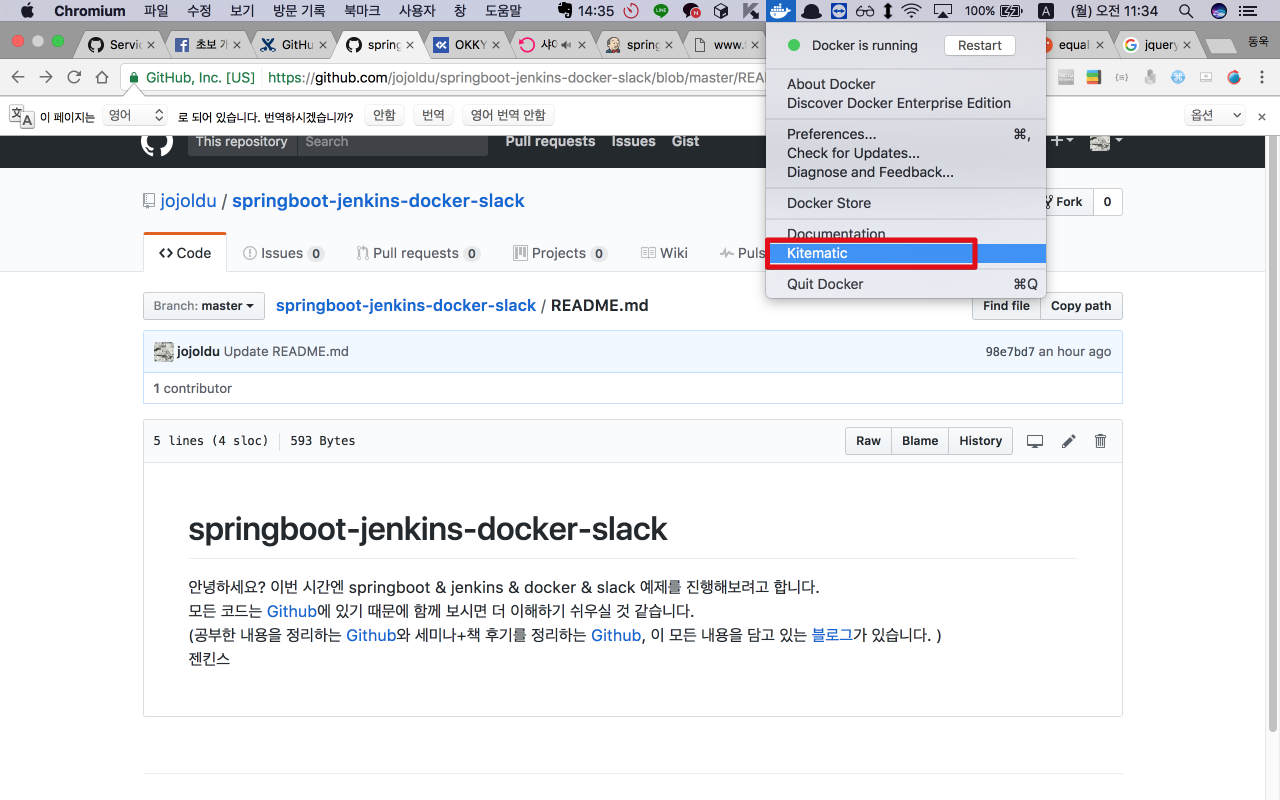 Chromium 파일 수정 보기 방문 기록 북마크 사용자 창 도움말 14:35 100% A (월) 오전 11:34
Servic 초보 개 GitHu spring OKKY 샤이 spring www. equal jquery 동욱
GitHub, Inc. [US] https://github.com/jojoldu/springboot-jenkins-docker-slack/blob/master/REA
이 페이지는 영어 로 되어 있습니다. 번역하시겠습니까? 안함 번역 영어 번역 안함 옵션
Docker is running Restart
About Docker
Discover Docker Enterprise Edition
Preferences... ⌘,
Check for Updates...
Diagnose and Feedback...
Docker Store
Documentation
Kitematic
Quit Docker ⌘Q
This repository Search Pull requests Issues Gist
jojoldu / springboot-jenkins-docker-slack Fork 0
Code Issues 0 Pull requests 0 Projects 0 Wiki Puls
Branch: master springboot-jenkins-docker-slack / README.md Find file Copy path
jojoldu Update README.md 98e7bd7 an hour ago
1 contributor
5 lines (4 sloc) 593 Bytes Raw Blame History
springboot-jenkins-docker-slack
안녕하세요? 이번 시간엔 springboot & jenkins & docker & slack 예제를 진행해보려고 합니다.
모든 코드는 Github에 있기 때문에 함께 보시면 더 이해하기 쉬우실 것 같습니다.
(공부한 내용을 정리하는 Github와 세미나+책 후기를 정리하는 Github, 이 모든 내용을 담고 있는 블로그가 있습니다. )
젠킨스